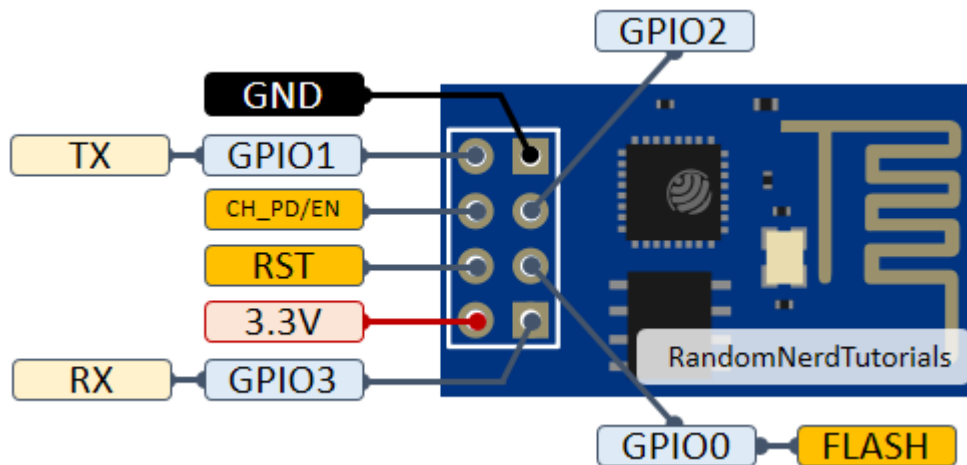 GPIO2
GND
TX GPIO1
CH_PD/EN
RST
3.3V
RX GPIO3
RandomNerdTutorials
GPIO0 FLASH